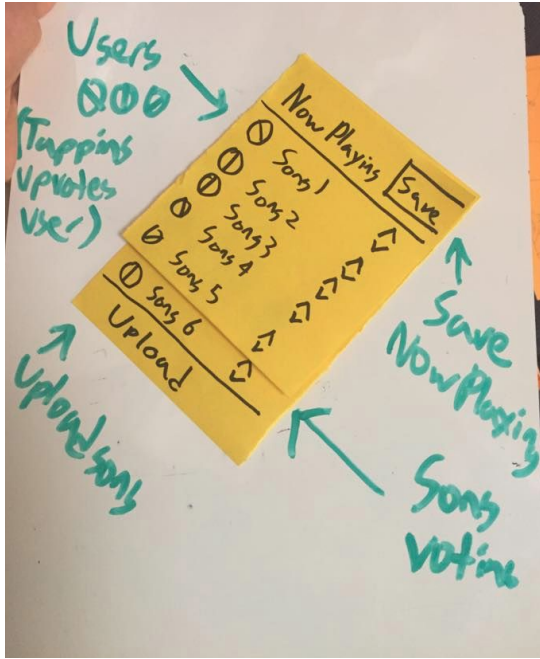 Users
(Tapping
upvotes
user)
Now Playing
Save
Song 1
Song 2
Song 3
Song 4
Song 5
Song 6
Upload
Upload song
Save
Now Playing
Song
voting